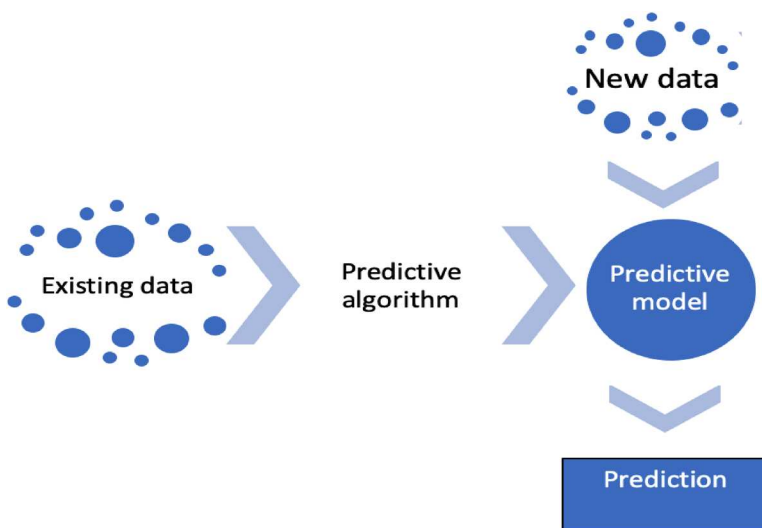 New data
Existing data
Predictive
algorithm
Predictive
model
Prediction